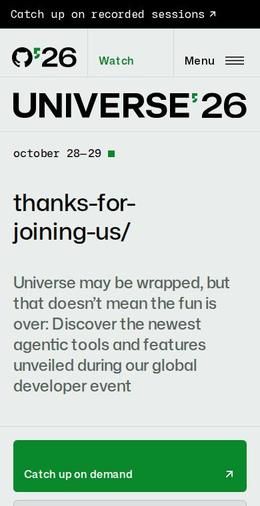 Catch up on recorded sessions ↗
'26
Watch
Menu
UNIVERSE'26
october 28–29
thanks-for-
joining-us/
Universe may be wrapped, but
that doesn’t mean the fun is
over: Discover the newest
agentic tools and features
unveiled during our global
developer event
Catch up on demand ↗